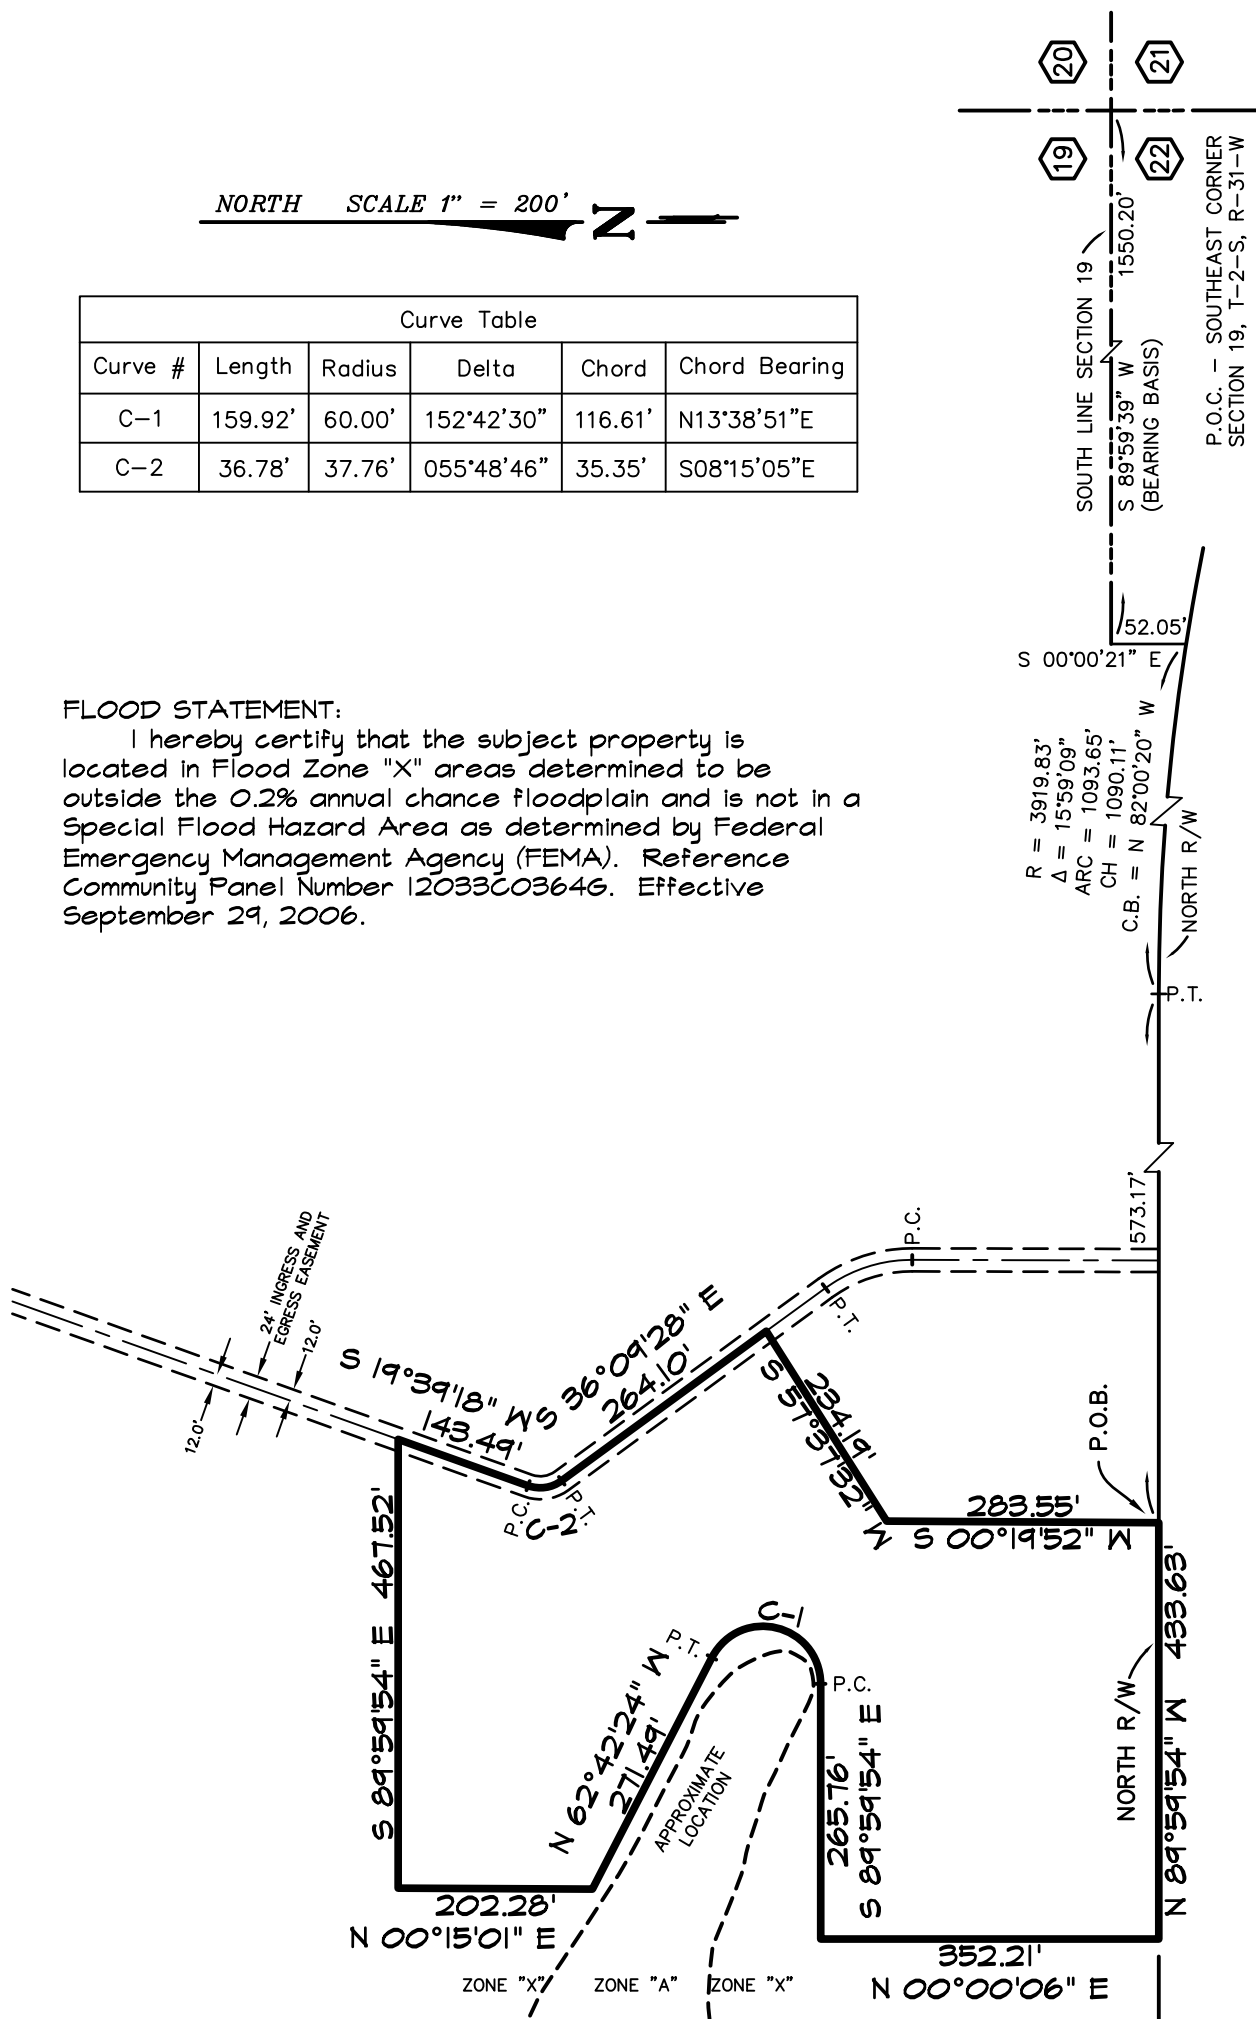 20
21
19
22
NORTH SCALE 1" = 200'
N
Curve Table
Curve # Length Radius Delta Chord Chord Bearing
C-1 159.92' 60.00' 152°42'30" 116.61' N13°38'51"E
C-2 36.78' 37.76' 055°48'46" 35.35' S08°15'05"E
SOUTH LINE SECTION 19
1550.20'
S 89°59'39" W
(BEARING BASIS)
P.O.C. - SOUTHEAST CORNER
SECTION 19, T-2-S, R-31-W
52.05'
S 00°00'21" E
FLOOD STATEMENT:
I hereby certify that the subject property is
located in Flood Zone "X" areas determined to be
outside the 0.2% annual chance floodplain and is not in a
Special Flood Hazard Area as determined by Federal
Emergency Management Agency (FEMA). Reference
Community Panel Number 12033C0364G. Effective
September 29, 2006.
R = 3919.83'
Δ = 15°59'09"
ARC = 1093.65'
CH = 1090.11'
C.B. = N 82°00'20" W
NORTH R/W
P.T.
573.17'
P.C.
P.T.
24' INGRESS AND
EGRESS EASEMENT
12.0'
12.0'
S 19°39'18" W
143.49'
S 36°09'28" E
264.10'
234.19'
S 57°37'32" W
P.O.B.
283.55'
S 00°19'52" W
P.C.
C-2
P.T.
S 89°59'54" E 467.52'
C-1
P.T.
P.C.
N 62°42'24" W
271.49'
APPROXIMATE
LOCATION
265.76'
S 89°59'54" E
NORTH R/W
N 89°59'54" W 433.63'
202.28'
N 00°15'01" E
352.21'
N 00°00'06" E
ZONE "X"
ZONE "A"
ZONE "X"